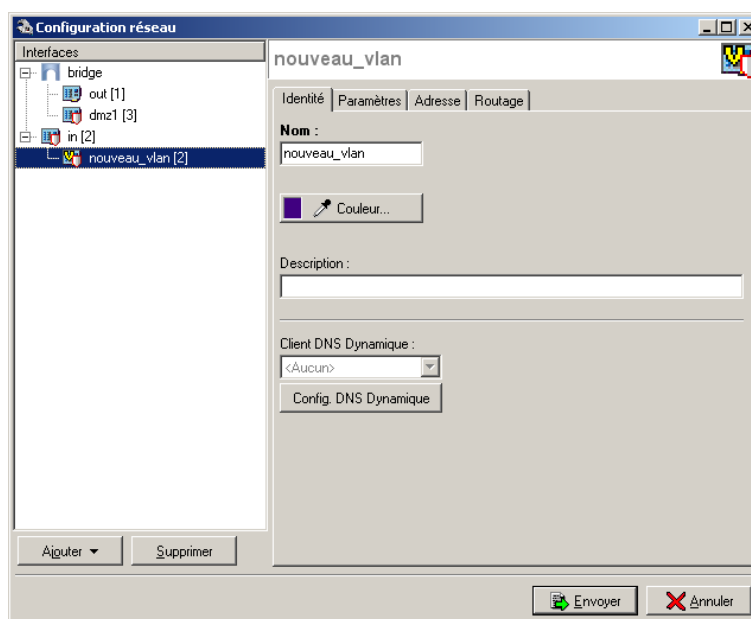 Configuration réseau
Interfaces
bridge
out [1]
dmz1 [3]
in [2]
nouveau_vlan [2]
nouveau_vlan
Identité Paramètres Adresse Routage
Nom :
nouveau_vlan
Couleur...
Description :
Client DNS Dynamique :
<Aucun>
Config. DNS Dynamique
Ajouter Supprimer
Envoyer Annuler